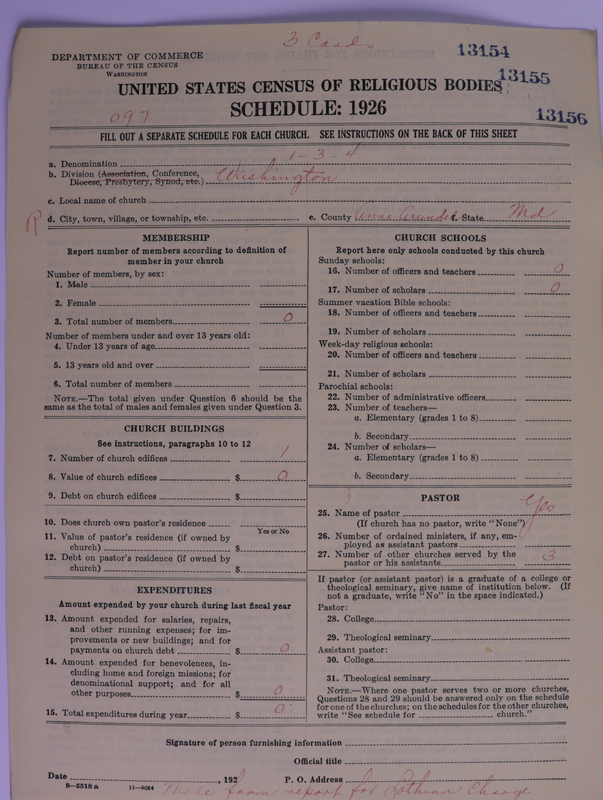 3 Cards
13154
DEPARTMENT OF COMMERCE
BUREAU OF THE CENSUS
WASHINGTON
13155
UNITED STATES CENSUS OF RELIGIOUS BODIES
SCHEDULE: 1926
13156
097
FILL OUT A SEPARATE SCHEDULE FOR EACH CHURCH. SEE INSTRUCTIONS ON THE BACK OF THIS SHEET
a. Denomination 1-3-4
b. Division (Association, Conference, Diocese, Presbytery, Synod, etc.) Washington
c. Local name of church
R
d. City, town, village, or township, etc. e. County Anne Arundel State Md
MEMBERSHIP
Report number of members according to definition of
member in your church
Number of members, by sex:
1. Male
2. Female
3. Total number of members 0
Number of members under and over 13 years old:
4. Under 13 years of age
5. 13 years old and over
6. Total number of members
NOTE.—The total given under Question 6 should be the
same as the total of males and females given under Question 3.
CHURCH BUILDINGS
See instructions, paragraphs 10 to 12
7. Number of church edifices 1
8. Value of church edifices $ 0
9. Debt on church edifices $
10. Does church own pastor's residence
Yes or No
11. Value of pastor's residence (if owned by
church) $
12. Debt on pastor's residence (if owned by
church) $
EXPENDITURES
Amount expended by your church during last fiscal year
13. Amount expended for salaries, repairs,
and other running expenses; for im-
provements or new buildings; and for
payments on church debt $ 0
14. Amount expended for benevolences, in-
cluding home and foreign missions; for
denominational support; and for all
other purposes $ 0
15. Total expenditures during year $ 0
CHURCH SCHOOLS
Report here only schools conducted by this church
Sunday schools:
16. Number of officers and teachers 0
17. Number of scholars 0
Summer vacation Bible schools:
18. Number of officers and teachers
19. Number of scholars
Week-day religious schools:
20. Number of officers and teachers
21. Number of scholars
Parochial schools:
22. Number of administrative officers
23. Number of teachers—
a. Elementary (grades 1 to 8)
b. Secondary
24. Number of scholars—
a. Elementary (grades 1 to 8)
b. Secondary
PASTOR
25. Name of pastor Yes
(If church has no pastor, write "None")
26. Number of ordained ministers, if any, em-
ployed as assistant pastors
27. Number of other churches served by the
pastor or his assistants 3
If pastor (or assistant pastor) is a graduate of a college or
theological seminary, give name of institution below. (If
not a graduate, write "No" in the space indicated.)
Pastor:
28. College
29. Theological seminary
Assistant pastor:
30. College
31. Theological seminary
NOTE.—Where one pastor serves two or more churches,
Questions 28 and 29 should be answered only on the schedule
for one of the churches; on the schedules for the other churches,
write "See schedule for church."
Signature of person furnishing information
Official title
Date , 192 P. O. Address
8—5518a 11—9054 Made from report for Lothian Charge